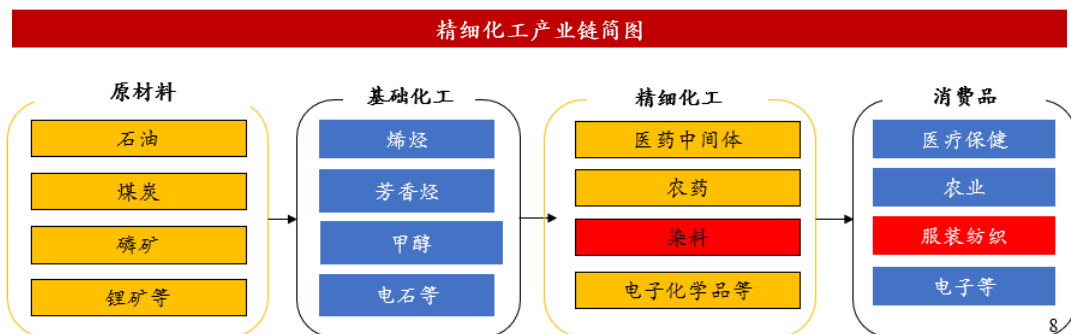 精细化工产业链简图
原材料
石油
煤炭
磷矿
锂矿等
基础化工
烯烃
芳香烃
甲醇
电石等
精细化工
医药中间体
农药
染料
电子化学品等
消费品
医疗保健
农业
服装纺织
电子等
8